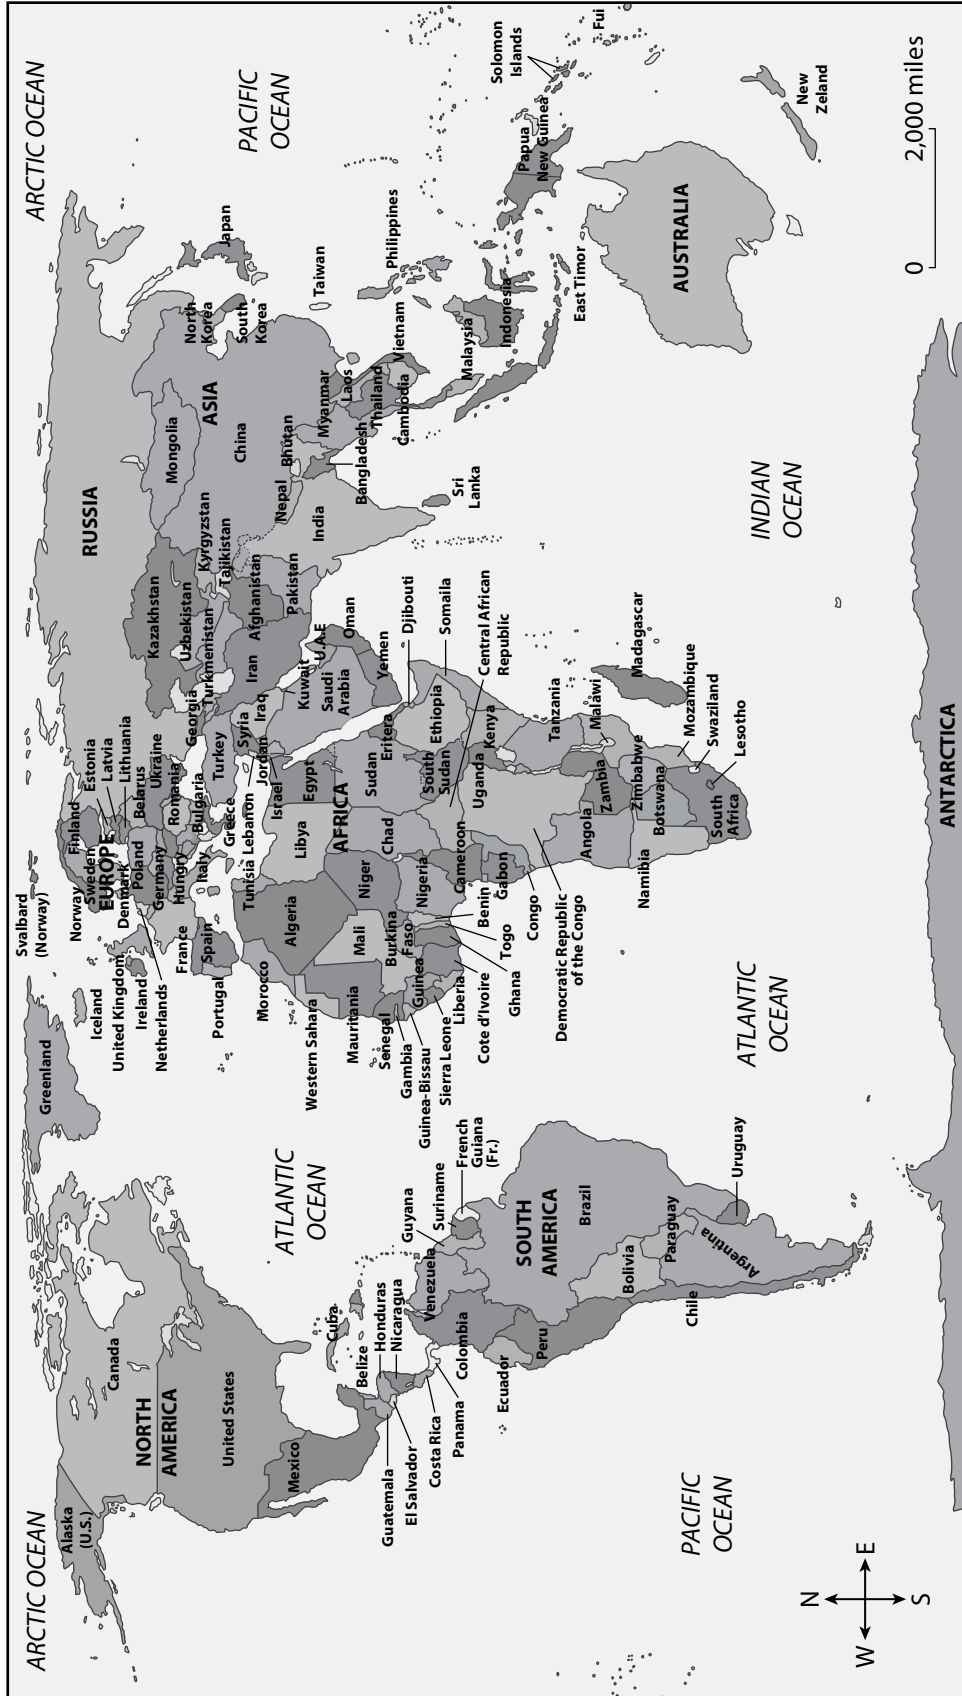 ARCTIC OCEAN
ARCTIC OCEAN
Svalbard
(Norway)
Greenland
Alaska
(U.S.)
Canada
NORTH
AMERICA
United States
Mexico
Cuba
Belize
Honduras
Nicaragua
Guatemala
El Salvador
Costa Rica
Panama
ATLANTIC
OCEAN
PACIFIC
OCEAN
Guyana
Suriname
French
Guiana
(Fr.)
Venezuela
Colombia
Ecuador
Peru
SOUTH
AMERICA
Brazil
Bolivia
Paraguay
Chile
Argentina
Uruguay
Iceland
United Kingdom
Ireland
Netherlands
Norway
Sweden
Finland
EUROPE
Denmark
Estonia
Latvia
Lithuania
Belarus
Poland
Germany
Ukraine
Romania
Hungry
Bulgaria
France
Italy
Spain
Portugal
Greece
Georgia
Turkey
RUSSIA
Kazakhstan
Uzbekistan
Turkmenistan
Kyrgyzstan
Tajikistan
Mongolia
ASIA
China
North
Korea
South
Korea
Japan
PACIFIC
OCEAN
Taiwan
Syria
Iraq
Iran
Afghanistan
Pakistan
Nepal
Bhutan
India
Bangladesh
Myanmar
Laos
Thailand
Vietnam
Cambodia
Philippines
Sri
Lanka
Malaysia
Indonesia
East Timor
Papua
New Guinea
Solomon
Islands
Fui
Tunisia
Lebanon
Israel
Jordan
Kuwait
U.A.E
Saudi
Arabia
Oman
Yemen
Morocco
Western Sahara
Algeria
Libya
Egypt
AFRICA
Mauritania
Mali
Niger
Chad
Sudan
Eritera
Djibouti
Senegal
Gambia
Guinea-Bissau
Guinea
Sierra Leone
Liberia
Cote d'Ivoire
Burkina
Faso
Ghana
Togo
Benin
Nigeria
Cameroon
South
Sudan
Ethiopia
Somaila
Central African
Republic
Uganda
Kenya
Gabon
Congo
Democratic Republic
of the Congo
Tanzania
Angola
Zambia
Malawi
Zimbabwe
Mozambique
Madagascar
Namibia
Botswana
Swaziland
Lesotho
South
Africa
ATLANTIC
OCEAN
INDIAN
OCEAN
AUSTRALIA
New
Zeland
PACIFIC
OCEAN
N
W
E
S
0
2,000 miles
ANTARCTICA